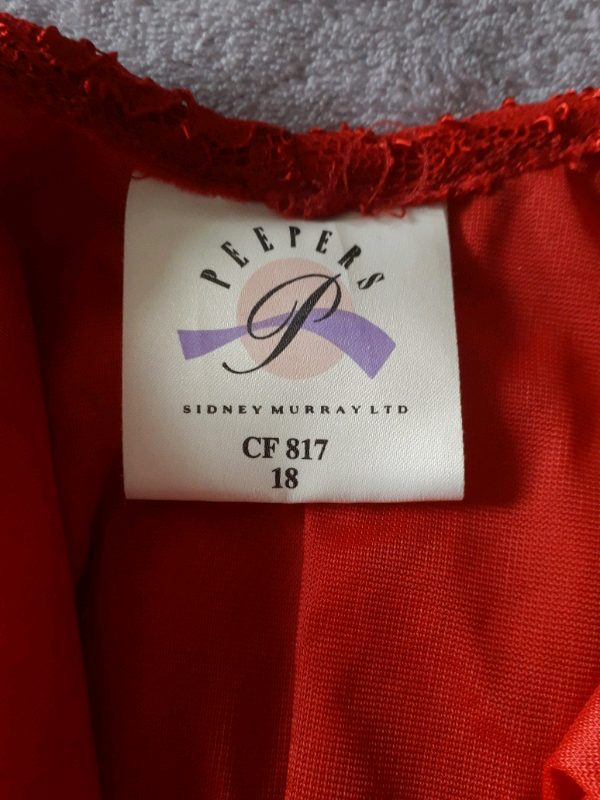 PEEPERS
P
SIDNEY MURRAY LTD
CF 817
18